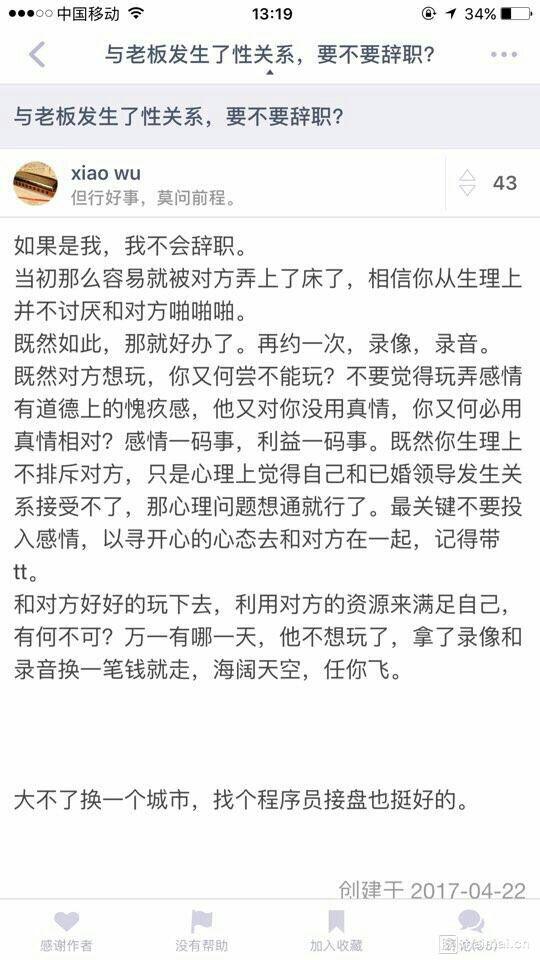 中国移动
13:19
34%
与老板发生了性关系，要不要辞职？
与老板发生了性关系，要不要辞职？
xiao wu
但行好事，莫问前程。
43
如果是我，我不会辞职。
当初那么容易就被对方弄上了床了，相信你从生理上
并不讨厌和对方啪啪啪。
既然如此，那就好办了。再约一次，录像，录音。
既然对方想玩，你又何尝不能玩？不要觉得玩弄感情
有道德上的愧疚感，他又对你没用真情，你又何必用
真情相对？感情一码事，利益一码事。既然你生理上
不排斥对方，只是心理上觉得自己和已婚领导发生关
系接受不了，那心理问题想通就行了。最关键不要投
入感情，以寻开心的心态去和对方在一起，记得带
tt。
和对方好好的玩下去，利用对方的资源来满足自己，
有何不可？万一有哪一天，他不想玩了，拿了录像和
录音换一笔钱就走，海阔天空，任你飞。
大不了换一个城市，找个程序员接盘也挺好的。
创建于 2017-04-22
感谢作者
没有帮助
加入收藏